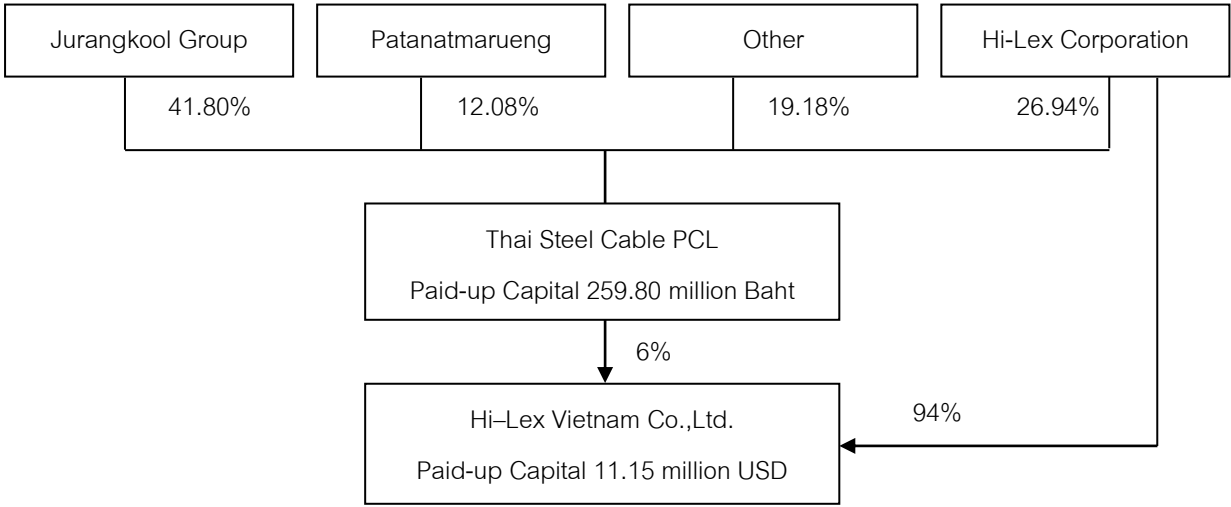 Jurangkool Group
Patanatmarueng
Other
Hi-Lex Corporation
41.80%
12.08%
19.18%
26.94%
Thai Steel Cable PCL
Paid-up Capital 259.80 million Baht
6%
Hi–Lex Vietnam Co.,Ltd.
94%
Paid-up Capital 11.15 million USD